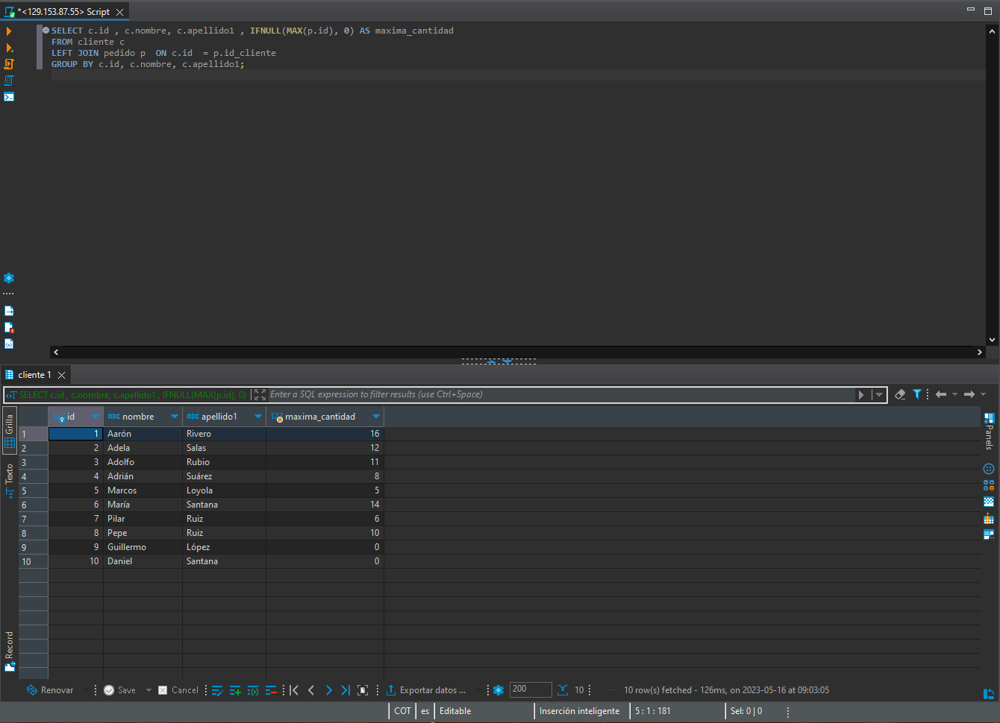 *<129.153.87.55> Script
SELECT c.id , c.nombre, c.apellido1 , IFNULL(MAX(p.id), 0) AS maxima_cantidad
FROM cliente c
LEFT JOIN pedido p  ON c.id  = p.id_cliente
GROUP BY c.id, c.nombre, c.apellido1;
cliente 1
SELECT c.id , c.nombre, c.apellido1 , IFNULL(MAX(p.id), 0) Enter a SQL expression to filter results (use Ctrl+Space)
Grilla
Texto
Record
Panels
id ABC nombre ABC apellido1 123 maxima_cantidad
1 1 Aarón Rivero 16
2 2 Adela Salas 12
3 3 Adolfo Rubio 11
4 4 Adrián Suárez 8
5 5 Marcos Loyola 5
6 6 María Santana 14
7 7 Pilar Ruiz 6
8 8 Pepe Ruiz 10
9 9 Guillermo López 0
10 10 Daniel Santana 0
Renovar Save Cancel Exportar datos ... 200 10 10 row(s) fetched - 126ms, on 2023-05-16 at 09:03:05
COT es Editable Inserción inteligente 5 : 1 : 181 Sel: 0 | 0